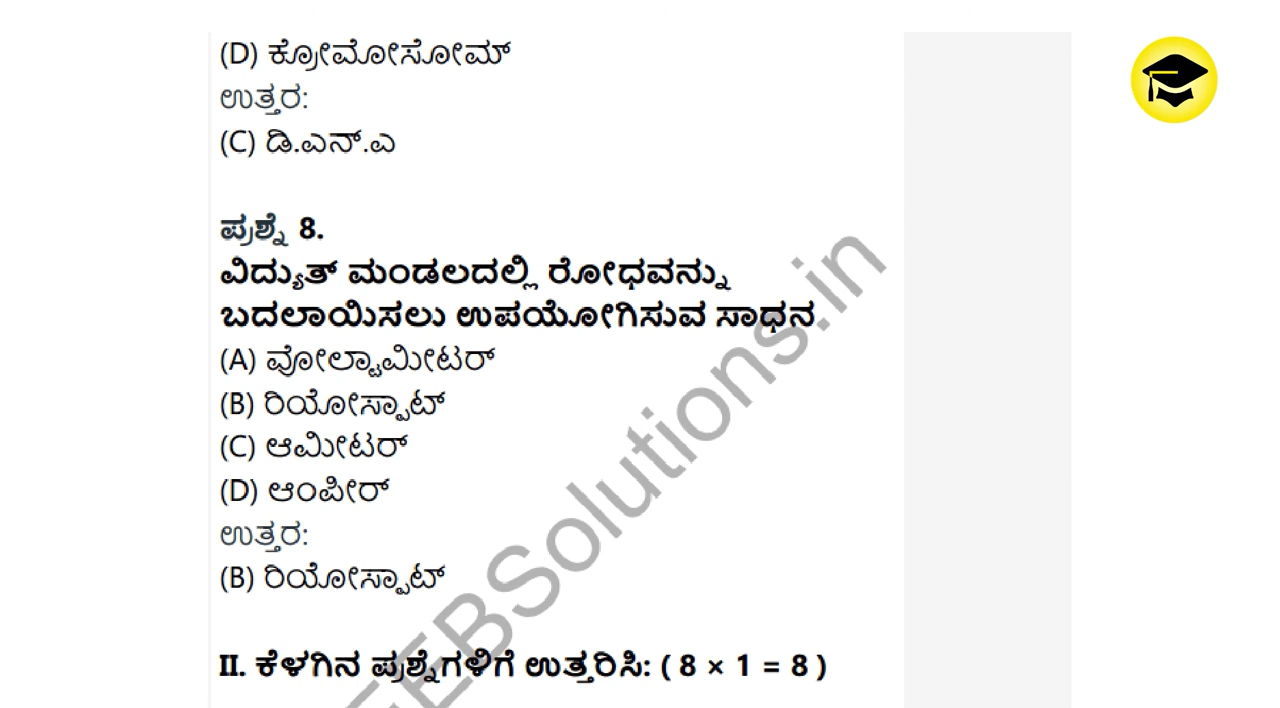 (D) ಕ್ರೋಮೋಸೋಮ್
ಉತ್ತರ:
(C) ಡಿ.ಎನ್.ಎ
ಪ್ರಶ್ನೆ 8.
ವಿದ್ಯುತ್ ಮಂಡಲದಲ್ಲಿ ರೋಧವನ್ನು
ಬದಲಾಯಿಸಲು ಉಪಯೋಗಿಸುವ ಸಾಧನ
(A) ವೋಲ್ಟಾಮೀಟರ್
(B) ರಿಯೋಸ್ಪಾಟ್
(C) ಆಮೀಟರ್
(D) ಆಂಪೀರ್
ಉತ್ತರ:
(B) ರಿಯೋಸ್ಪಾಟ್
II. ಕೆಳಗಿನ ಪ್ರಶ್ನೆಗಳಿಗೆ ಉತ್ತರಿಸಿ: ( 8 × 1 = 8 )
EEBSolutions.in